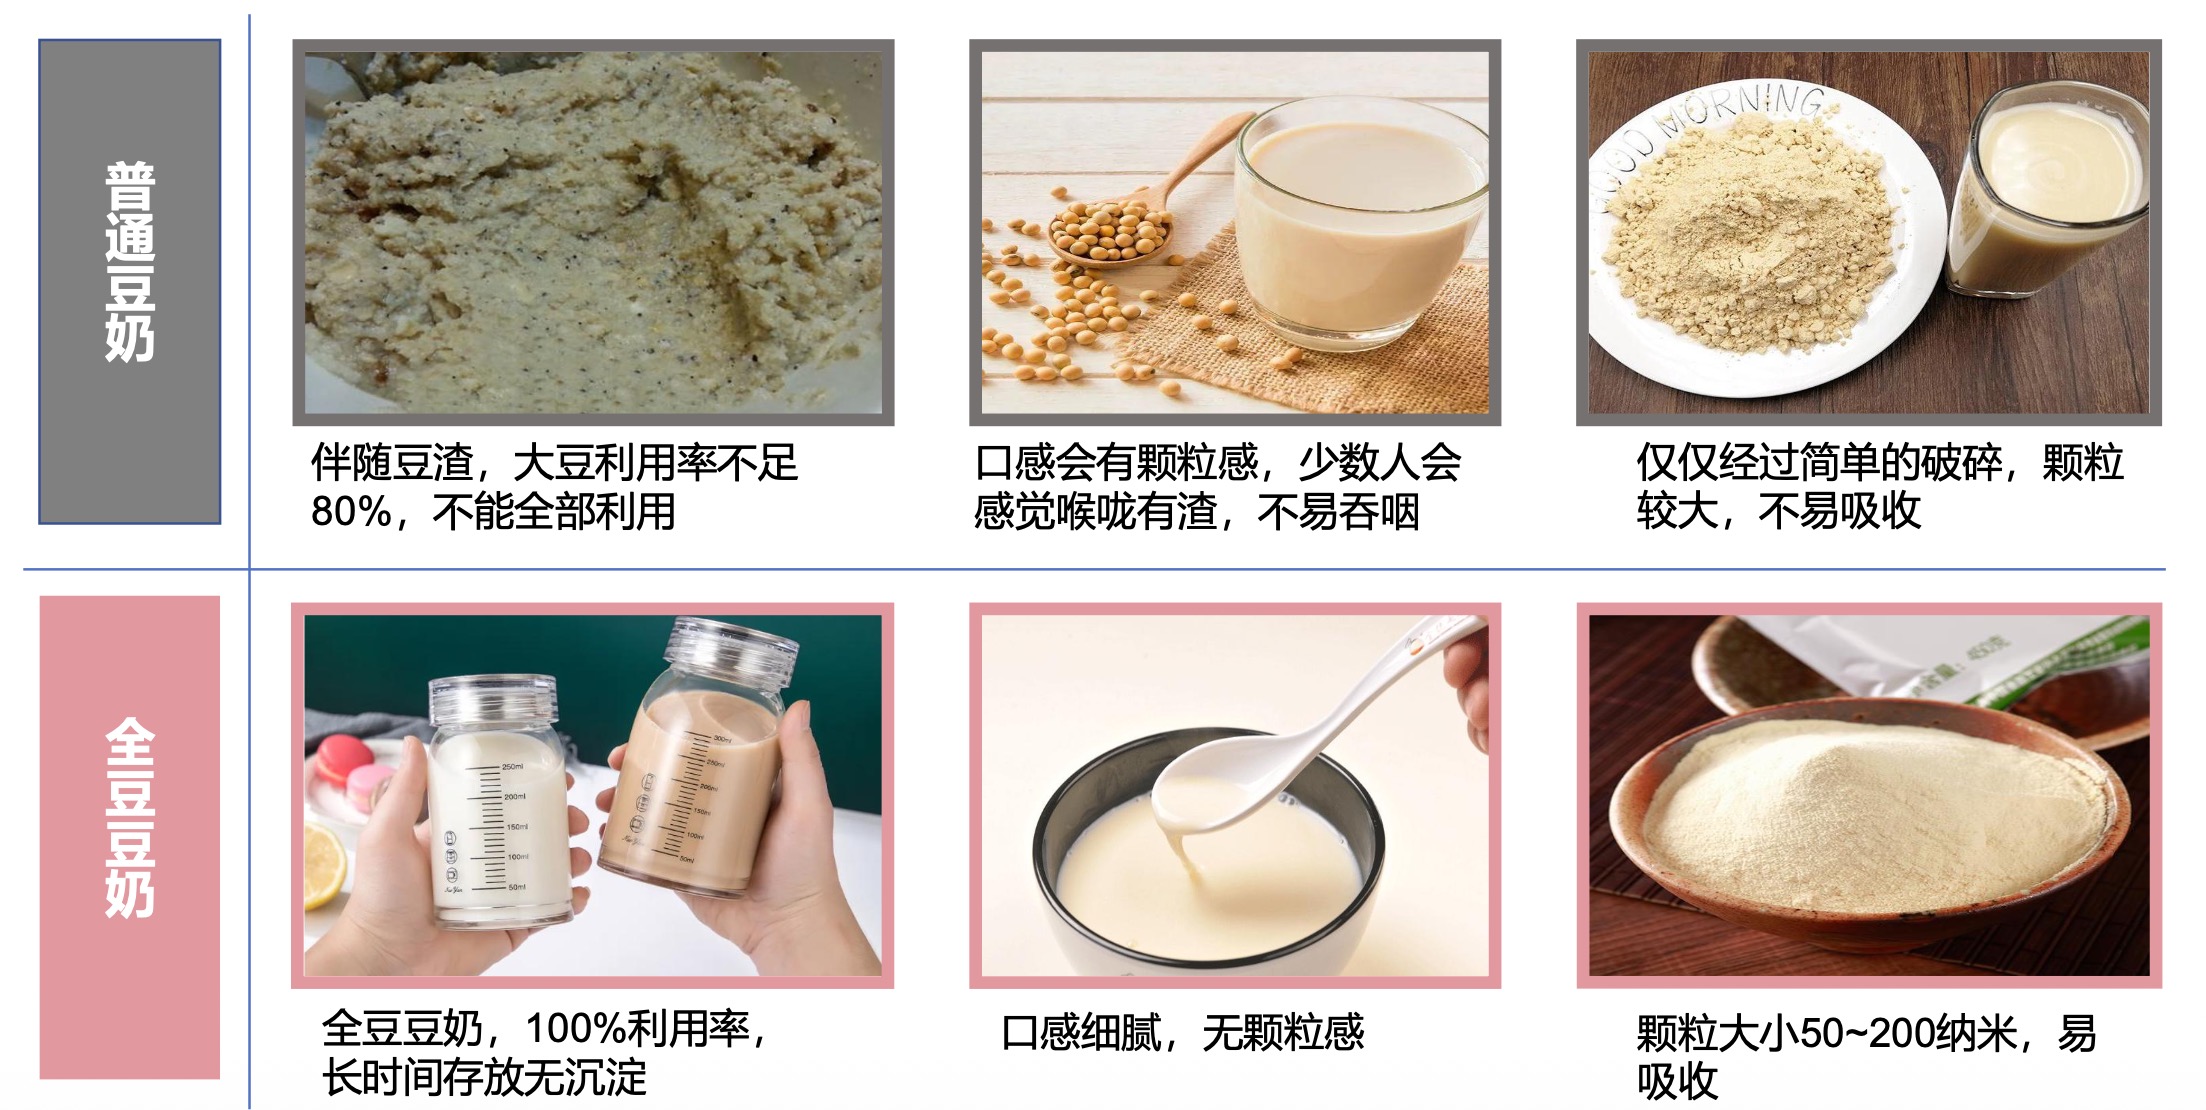 普通豆奶
GOOD MORNING
伴随豆渣，大豆利用率不足
80%，不能全部利用
口感会有颗粒感，少数人会
感觉喉咙有渣，不易吞咽
仅仅经过简单的破碎，颗粒
较大，不易吸收
全豆豆奶
250ml
200ml
150ml
100ml
50ml
300ml
250ml
200ml
150ml
100ml
50ml
含量：450克
全豆豆奶，100%利用率，
长时间存放无沉淀
口感细腻，无颗粒感
颗粒大小50~200纳米，易
吸收